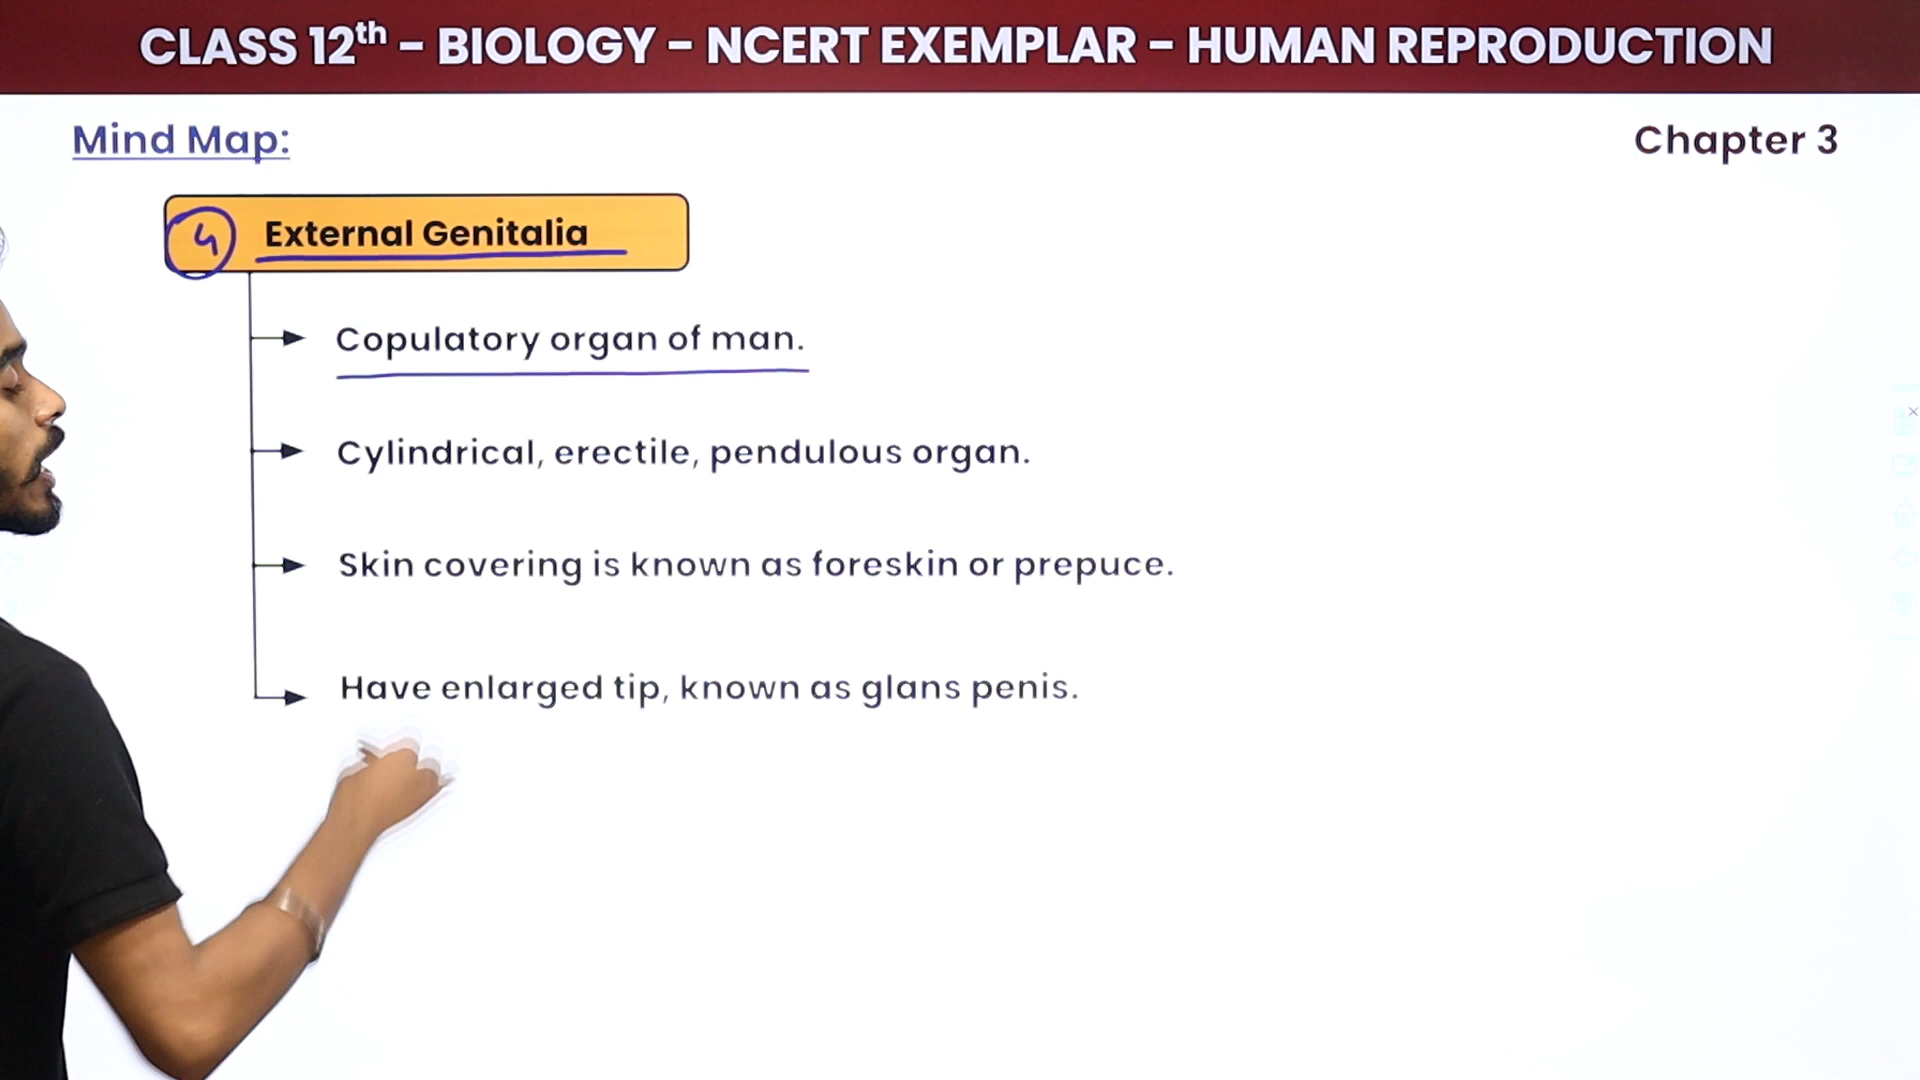 CLASS 12th – BIOLOGY – NCERT EXEMPLAR – HUMAN REPRODUCTION
Mind Map:
Chapter 3
4 External Genitalia
Copulatory organ of man.
Cylindrical, erectile, pendulous organ.
Skin covering is known as foreskin or prepuce.
Have enlarged tip, known as glans penis.